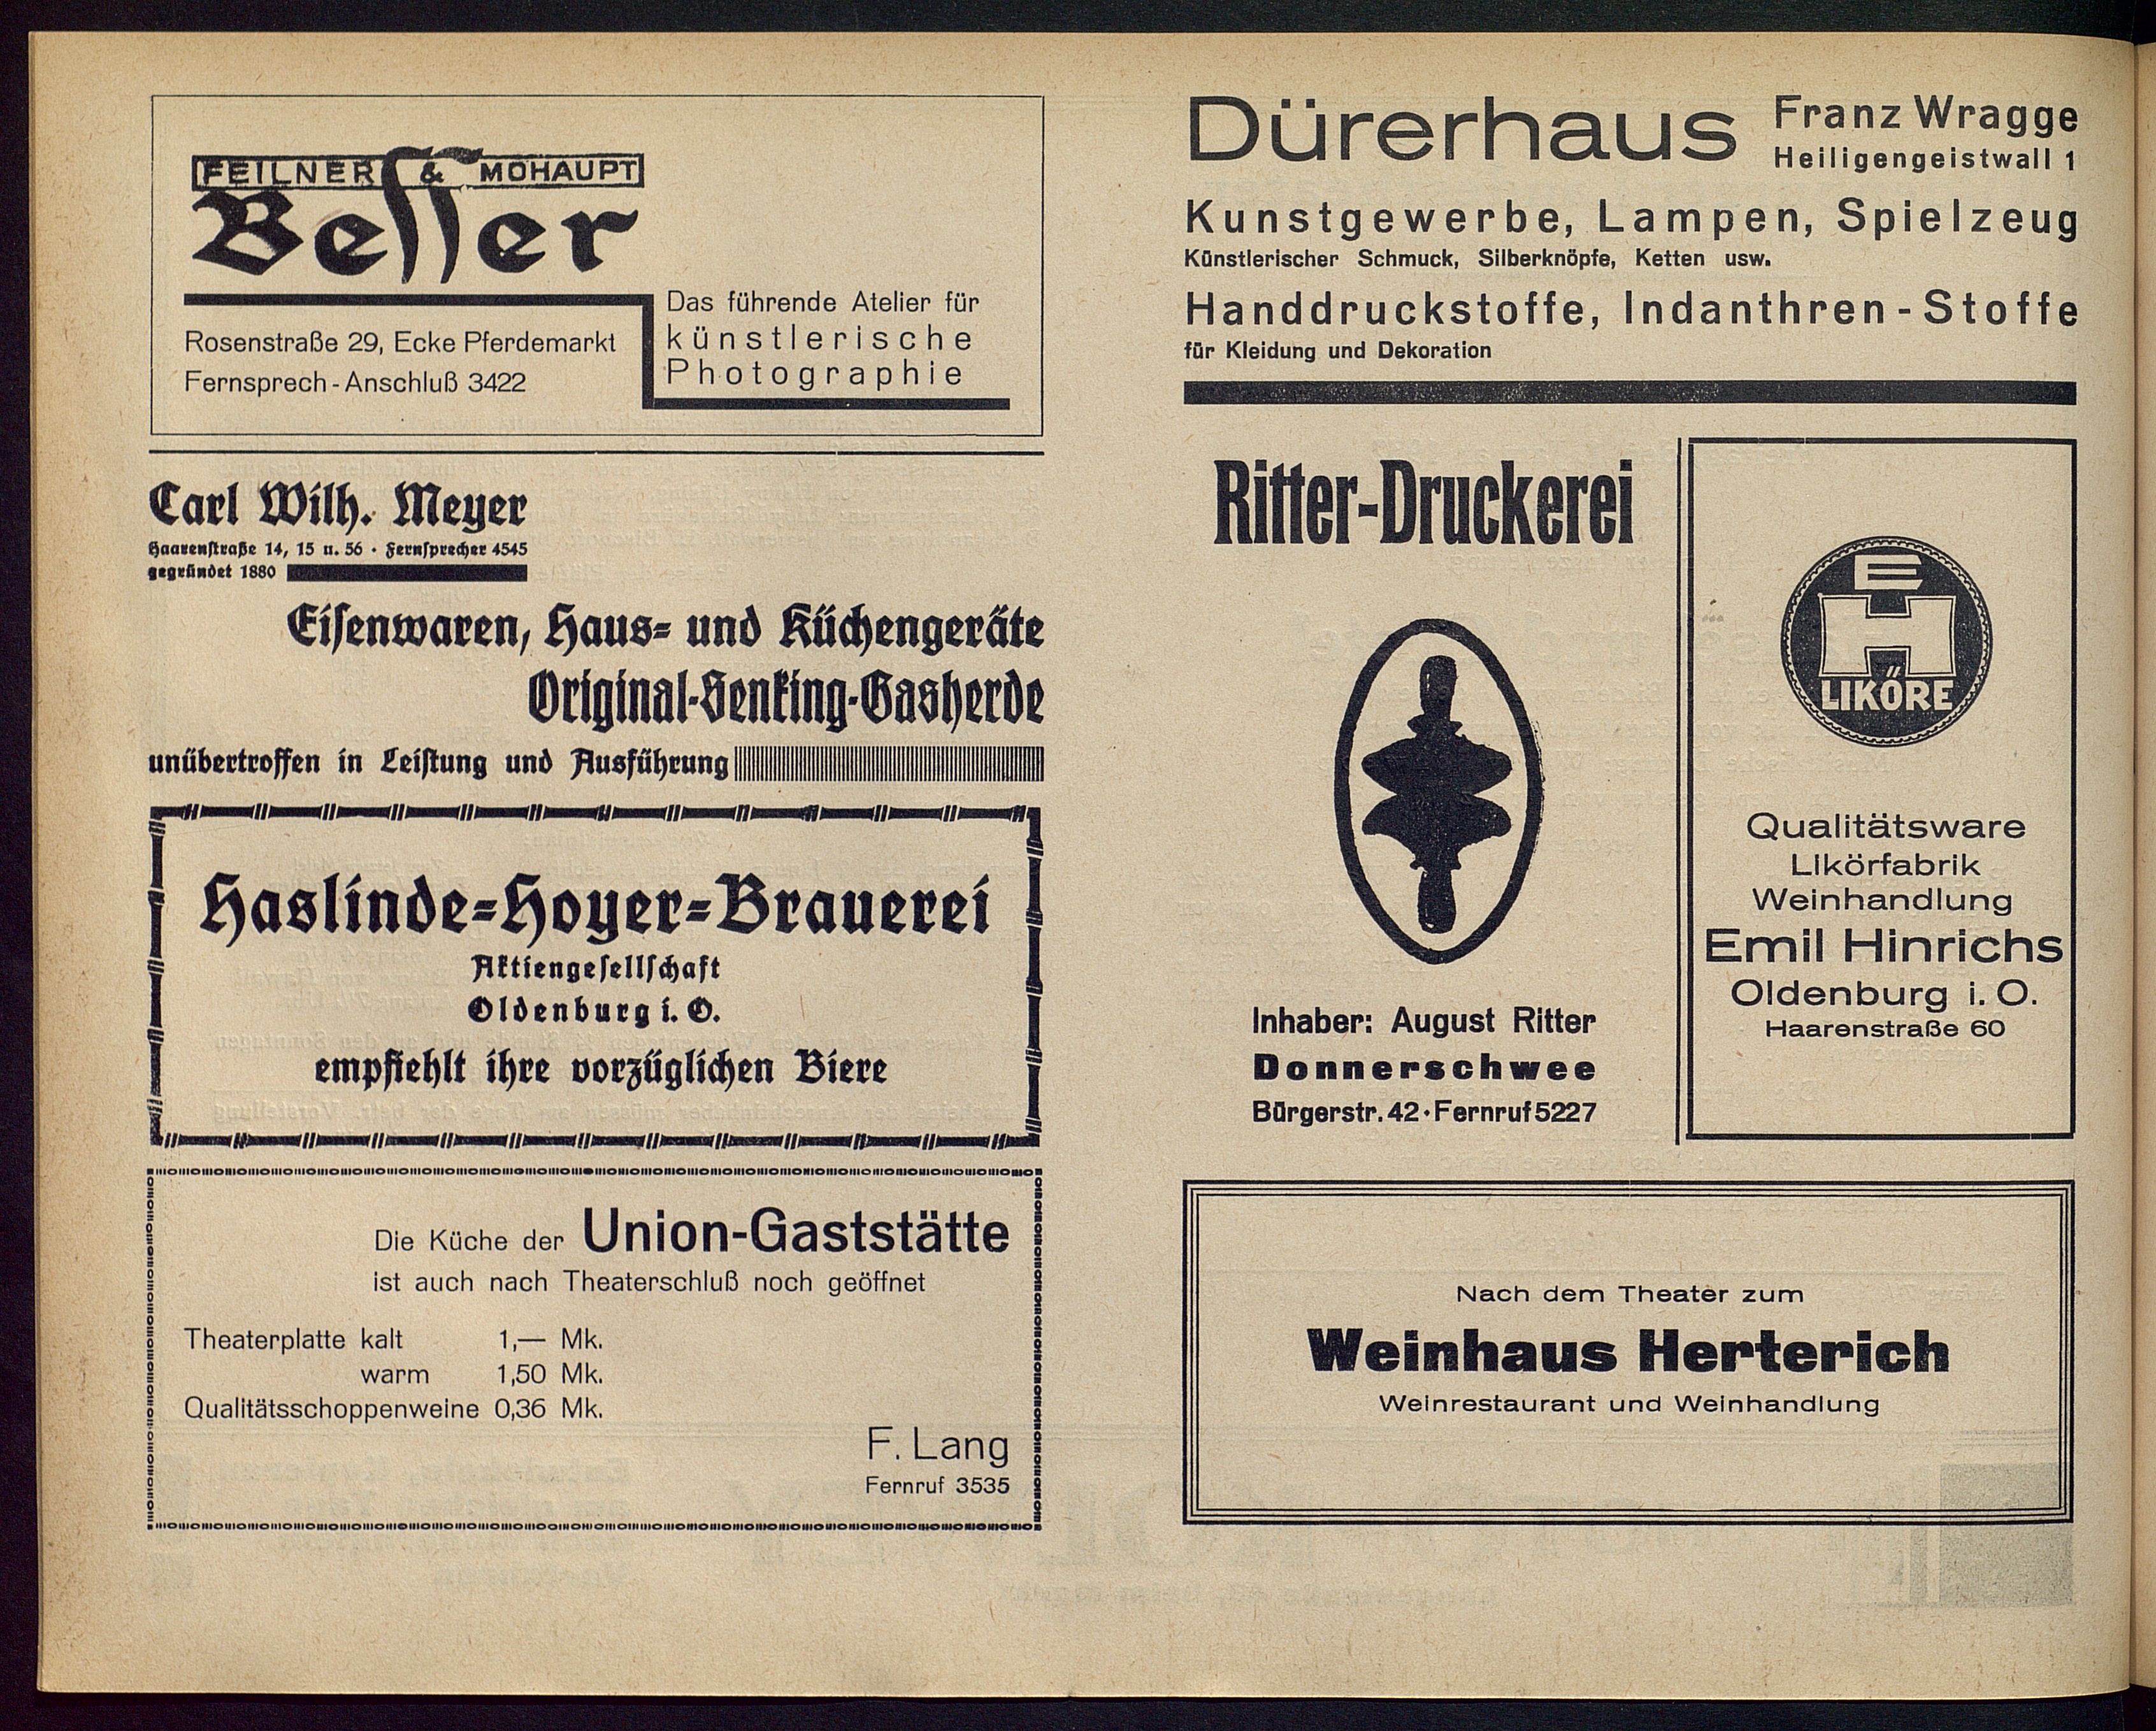 FEILNER & MOHAUPT
Beſſer
Das führende Atelier für
künstlerische
Photographie
Rosenstraße 29, Ecke Pferdemarkt
Fernsprech-Anschluß 3422
Carl Wilh. Meyer
Haarenſtraße 14, 15 u. 56 · Fernſprecher 4545
gegründet 1880
Eiſenwaren, Haus- und Küchengeräte
Original-Senking-Gasherde
unübertroffen in Leiſtung und Ausführung
Haslinde-Hoyer-Brauerei
Aktiengeſellſchaft
Oldenburg i. O.
empfiehlt ihre vorzüglichen Biere
Die Küche der Union-Gaststätte
ist auch nach Theaterschluß noch geöffnet
Theaterplatte kalt 1,— Mk.
warm 1,50 Mk.
Qualitätsschoppenweine 0,36 Mk.
F. Lang
Fernruf 3535
Dürerhaus
Franz Wragge
Heiligengeistwall 1
Kunstgewerbe, Lampen, Spielzeug
Künstlerischer Schmuck, Silberknöpfe, Ketten usw.
Handdruckstoffe, Indanthren-Stoffe
für Kleidung und Dekoration
Ritter-Druckerei
Inhaber: August Ritter
Donnerschwee
Bürgerstr. 42 · Fernruf 5227
E
H
LIKÖRE
Qualitätsware
Likörfabrik
Weinhandlung
Emil Hinrichs
Oldenburg i. O.
Haarenstraße 60
Nach dem Theater zum
Weinhaus Herterich
Weinrestaurant und Weinhandlung